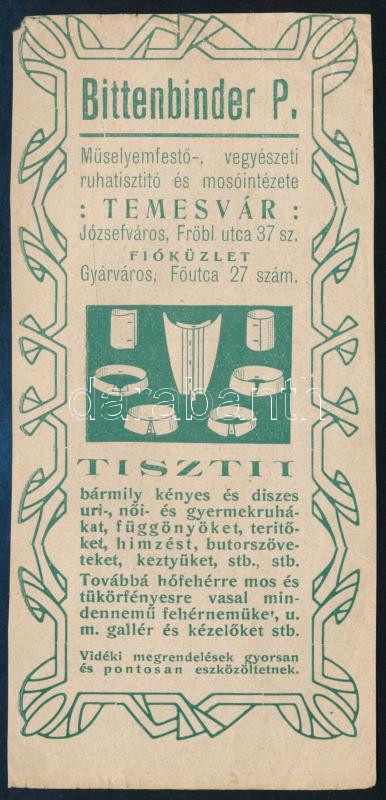 Bittenbinder P.
Müselyemfestő-, vegyészeti
ruhatisztitó és mosóintézete
: TEMESVÁR :
Józsefváros, Fröbl utca 37 sz.
FIÓKÜZLET
Gyárváros, Főutca 27 szám.
darabanth
TISZTIT
bármily kényes és diszes
uri-, női- és gyermekruhá-
kat, függönyöket, teritő-
ket, himzést, butorszöve-
teket, keztyüket, stb., stb.
Továbbá hófehérre mos és
tükörfényesre vasal min-
dennemű fehérnemüke', u.
m. gallér és kézelőket stb.
Vidéki megrendelések gyorsan
és pontosan eszközöltetnek.